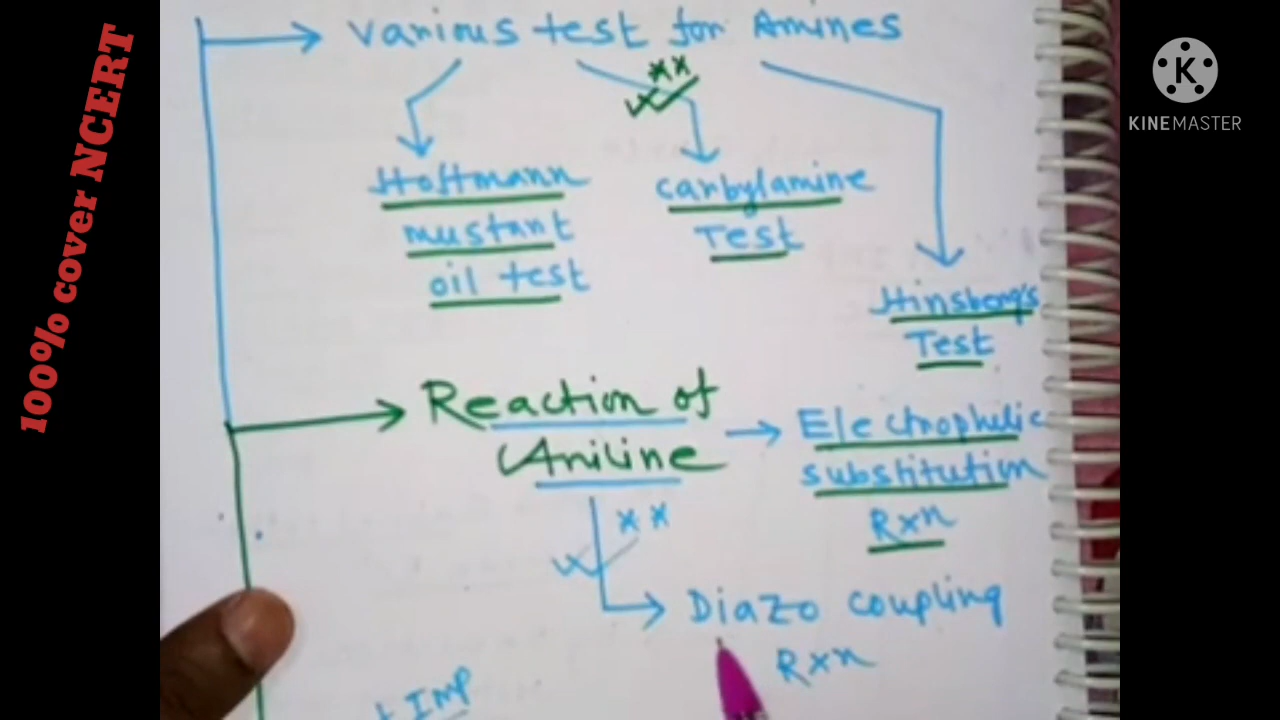 100% cover NCERT
Various test for Amines
K
KINEMASTER
Hoffmann
mustant
oil test
carbylamine
Test
Hinsberg's
Test
Reaction of
Aniline
Electrophilic
substitution
Rxn
Diazo coupling
Rxn
Imp